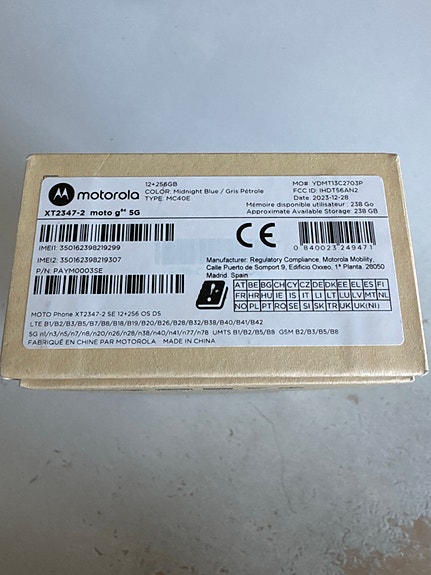 motorola
XT2347-2 moto g⁸⁴ 5G
12+256GB
COLOR: Midnight Blue / Gris Pétrole
TYPE: MC40E
MO# YDMT13C2703P
FCC ID: IHDT56AN2
Date: 2023-12-28
Mémoire disponible utilisateur : 238 Go
Approximate Available Storage: 238 GB
IMEI1: 350162398219299
IMEI2: 350162398219307
P/N: PAYM0003SE
CE
0 840023 249471
Manufacturer: Regulatory Compliance, Motorola Mobility,
Calle Puerto de Somport 9, Edificio Oxxeo, 1ª Planta, 28050
Madrid. Spain
AT BE BG CH CY CZ DE DK EE EL ES FI
FR HR HU IE IS IT LI LT LU LV MT NL
NO PL PT RO SE SI SK TR UK UK(NI)
MOTO Phone XT2347-2 SE 12+256 OS DS
LTE B1/B2/B3/B5/B7/B8/B18/B19/B20/B26/B28/B32/B38/B40/B41/B42
5G n1/n3/n5/n7/n8/n20/n26/n28/n38/n40/n41/n77/n78 UMTS B1/B2/B5/B8 GSM B2/B3/B5/B8
FABRIQUÉ EN CHINE PAR MOTOROLA MADE IN CHINA